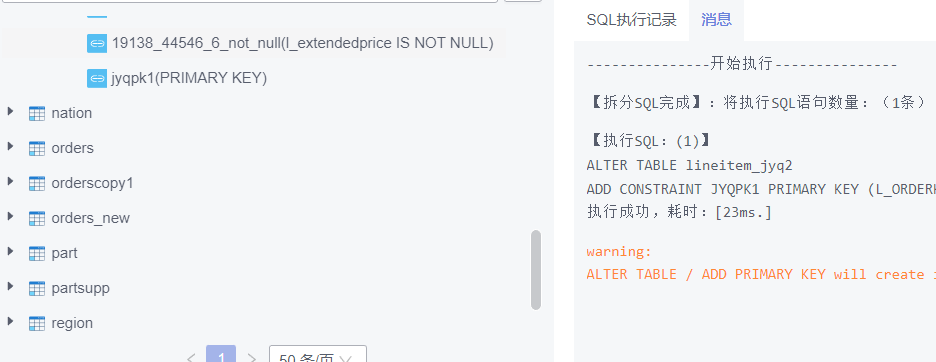 19138_44546_6_not_null(l_extendedprice IS NOT NULL)
jyqpk1(PRIMARY KEY)
nation
orders
orderscopy1
orders_new
part
partsupp
region
1
50 条/页
SQL执行记录
消息
---------------开始执行---------------
【拆分SQL完成】:将执行SQL语句数量:(1条)
【执行SQL:(1)】
ALTER TABLE lineitem_jyq2
ADD CONSTRAINT JYQPK1 PRIMARY KEY (L_ORDER
执行成功,耗时:[23ms.]
warning:
ALTER TABLE / ADD PRIMARY KEY will create